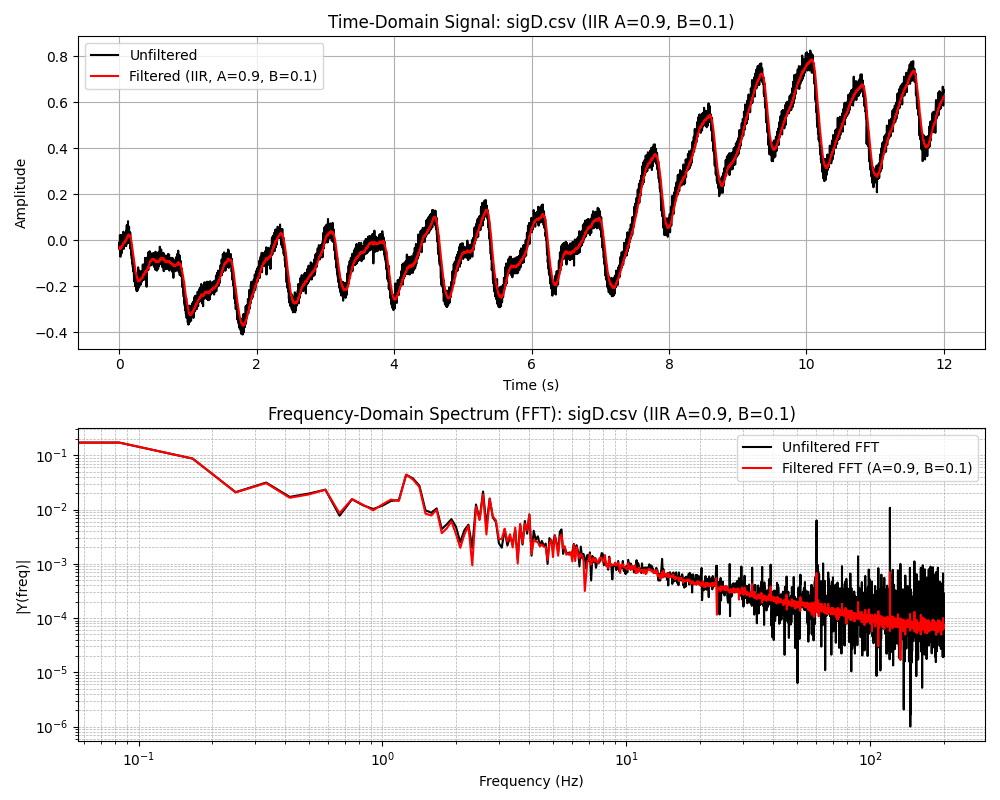 Time-Domain Signal: sigD.csv (IIR A=0.9, B=0.1)
Unfiltered
Filtered (IIR, A=0.9, B=0.1)
Amplitude
0.8
0.6
0.4
0.2
0.0
−0.2
−0.4
0 2 4 6 8 10 12
Time (s)
Frequency-Domain Spectrum (FFT): sigD.csv (IIR A=0.9, B=0.1)
Unfiltered FFT
Filtered FFT (A=0.9, B=0.1)
|Y(freq)|
10⁻¹
10⁻²
10⁻³
10⁻⁴
10⁻⁵
10⁻⁶
10⁻¹ 10⁰ 10¹ 10²
Frequency (Hz)